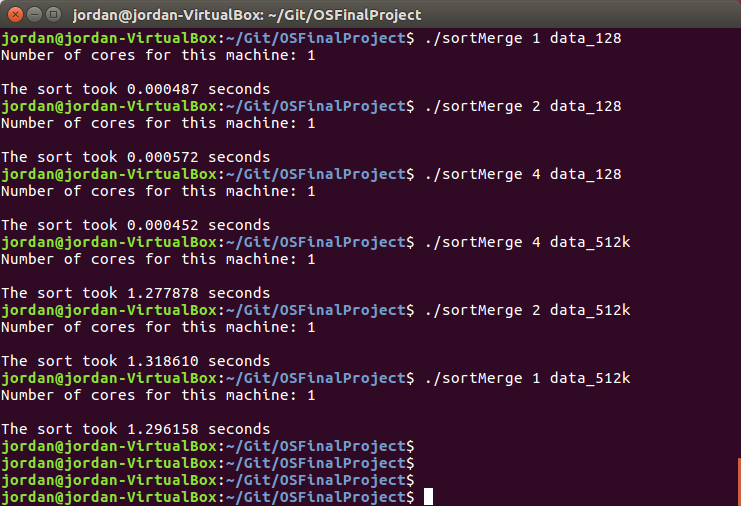 jordan@jordan-VirtualBox: ~/Git/OSFinalProject
jordan@jordan-VirtualBox:~/Git/OSFinalProject$ ./sortMerge 1 data_128
Number of cores for this machine: 1
The sort took 0.000487 seconds
jordan@jordan-VirtualBox:~/Git/OSFinalProject$ ./sortMerge 2 data_128
Number of cores for this machine: 1
The sort took 0.000572 seconds
jordan@jordan-VirtualBox:~/Git/OSFinalProject$ ./sortMerge 4 data_128
Number of cores for this machine: 1
The sort took 0.000452 seconds
jordan@jordan-VirtualBox:~/Git/OSFinalProject$ ./sortMerge 4 data_512k
Number of cores for this machine: 1
The sort took 1.277878 seconds
jordan@jordan-VirtualBox:~/Git/OSFinalProject$ ./sortMerge 2 data_512k
Number of cores for this machine: 1
The sort took 1.318610 seconds
jordan@jordan-VirtualBox:~/Git/OSFinalProject$ ./sortMerge 1 data_512k
Number of cores for this machine: 1
The sort took 1.296158 seconds
jordan@jordan-VirtualBox:~/Git/OSFinalProject$
jordan@jordan-VirtualBox:~/Git/OSFinalProject$
jordan@jordan-VirtualBox:~/Git/OSFinalProject$
jordan@jordan-VirtualBox:~/Git/OSFinalProject$